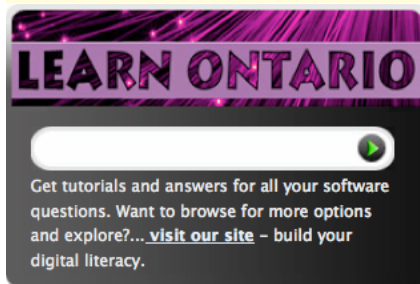 LEARN ONTARIO
Get tutorials and answers for all your software
questions. Want to browse for more options
and explore?... visit our site – build your
digital literacy.